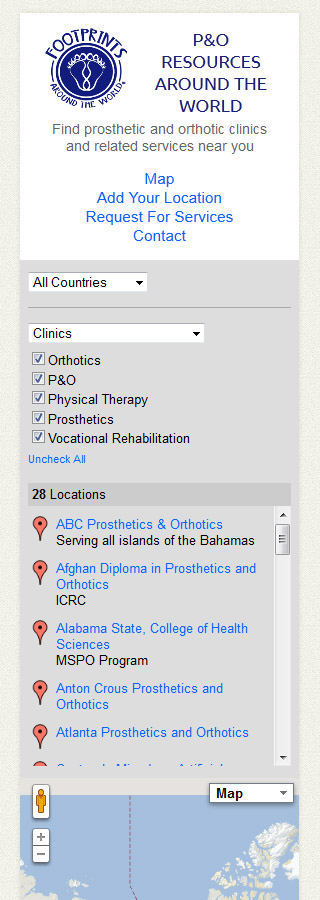 FOOTPRINTS
AROUND THE WORLD
P&O
RESOURCES
AROUND THE
WORLD
Find prosthetic and orthotic clinics
and related services near you
Map
Add Your Location
Request For Services
Contact
All Countries
Clinics
Orthotics
P&O
Physical Therapy
Prosthetics
Vocational Rehabilitation
Uncheck All
28 Locations
ABC Prosthetics & Orthotics
Serving all islands of the Bahamas
Afghan Diploma in Prosthetics and
Orthotics
ICRC
Alabama State, College of Health
Sciences
MSPO Program
Anton Crous Prosthetics and
Orthotics
Atlanta Prosthetics and Orthotics
Map